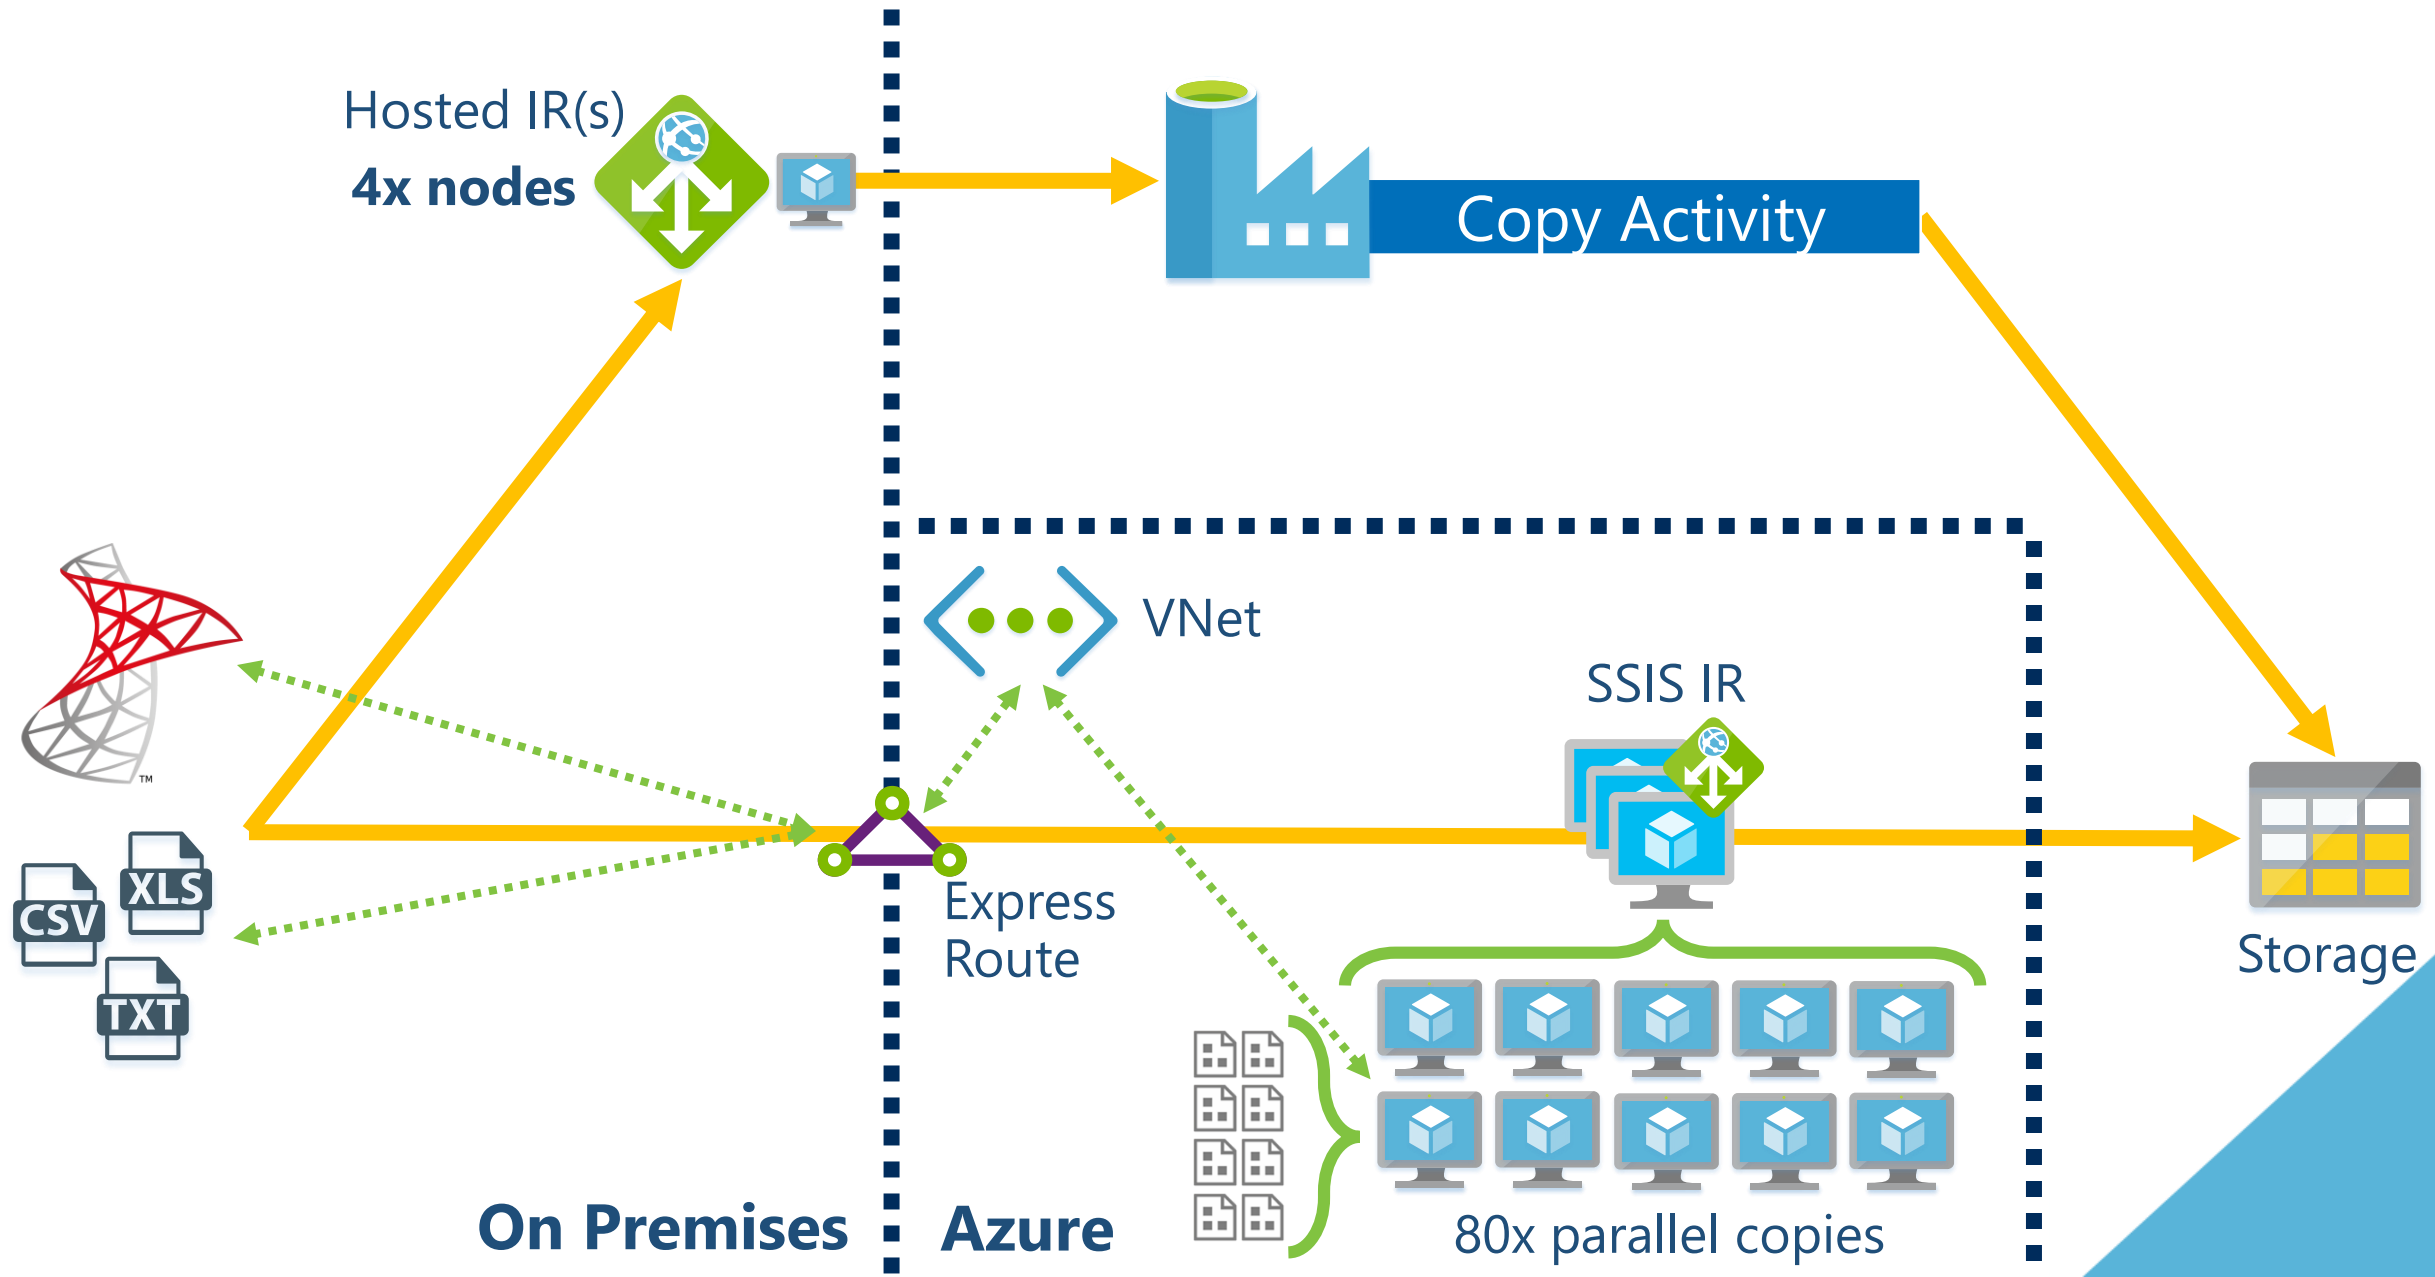 Hosted IR(s)
4x nodes
Copy Activity
VNet
SSIS IR
TM
XLS
CSV
TXT
Express
Route
Storage
On Premises
Azure
80x parallel copies